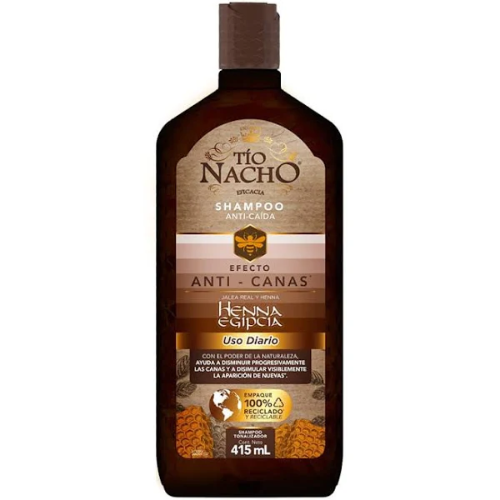 TÍO
NACHO
EFICACIA
SHAMPOO
ANTI-CAÍDA
EFECTO
ANTI - CANAS*
JALEA REAL Y HENNA
HENNA
EGIPCIA
Uso Diario
CON EL PODER DE LA NATURALEZA,
AYUDA A DISMINUIR PROGRESIVAMENTE
LAS CANAS Y A DISIMULAR VISIBLEMENTE
LA APARICIÓN DE NUEVAS*.
EMPAQUE
100%
RECICLADO
Y RECICLABLE
SHAMPOO
TONALIZADOR
Cont. Neto
415 mL